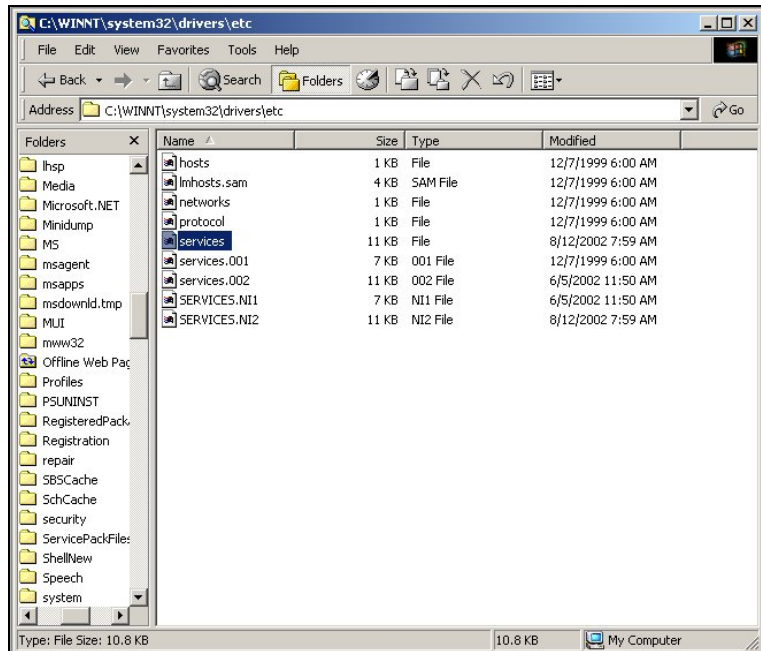 C:\WINNT\system32\drivers\etc
File Edit View Favorites Tools Help
Back Search Folders
Address C:\WINNT\system32\drivers\etc Go
Folders
lhsp
Media
Microsoft.NET
Minidump
MS
msagent
msapps
msdownld.tmp
MUI
mww32
Offline Web Pag
Profiles
PSUNINST
RegisteredPack
Registration
repair
SBSCache
SchCache
security
ServicePackFiles
ShellNew
Speech
system
Name Size Type Modified
hosts 1 KB File 12/7/1999 6:00 AM
lmhosts.sam 4 KB SAM File 12/7/1999 6:00 AM
networks 1 KB File 12/7/1999 6:00 AM
protocol 1 KB File 12/7/1999 6:00 AM
services 11 KB File 8/12/2002 7:59 AM
services.001 7 KB 001 File 12/7/1999 6:00 AM
services.002 11 KB 002 File 6/5/2002 11:50 AM
SERVICES.NI1 7 KB NI1 File 6/5/2002 11:50 AM
SERVICES.NI2 11 KB NI2 File 8/12/2002 7:59 AM
Type: File Size: 10.8 KB 10.8 KB My Computer